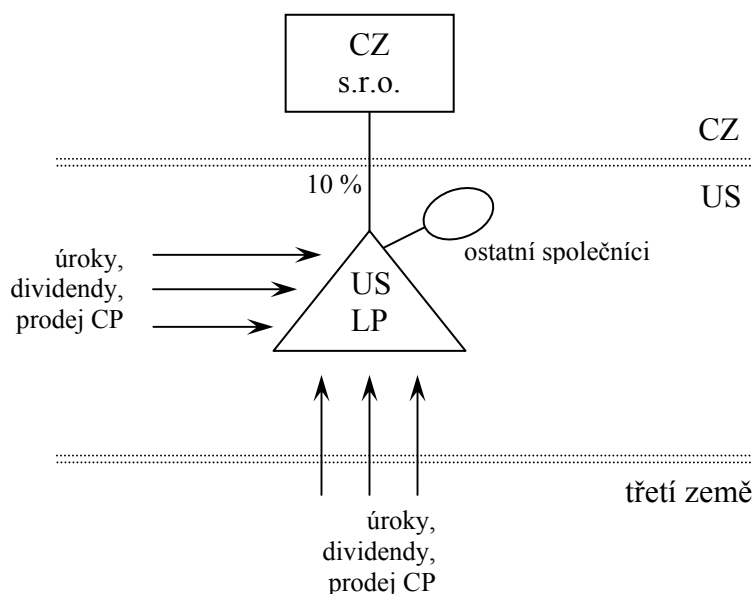 CZ
s.r.o.
CZ
10 %
US
ostatní společníci
úroky,
dividendy,
prodej CP
US
LP
třetí země
úroky,
dividendy,
prodej CP